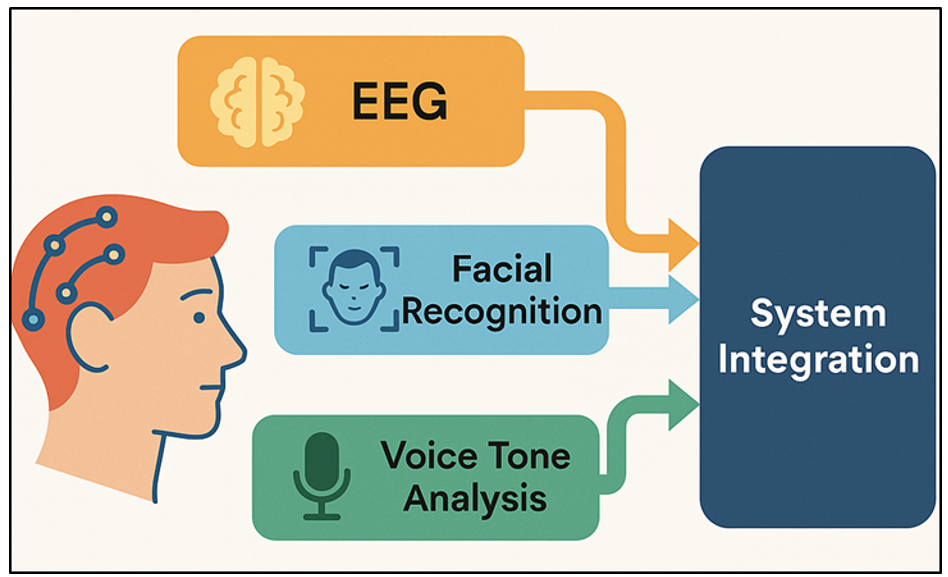 EEG
Facial
Recognition
Voice Tone
Analysis
System
Integration